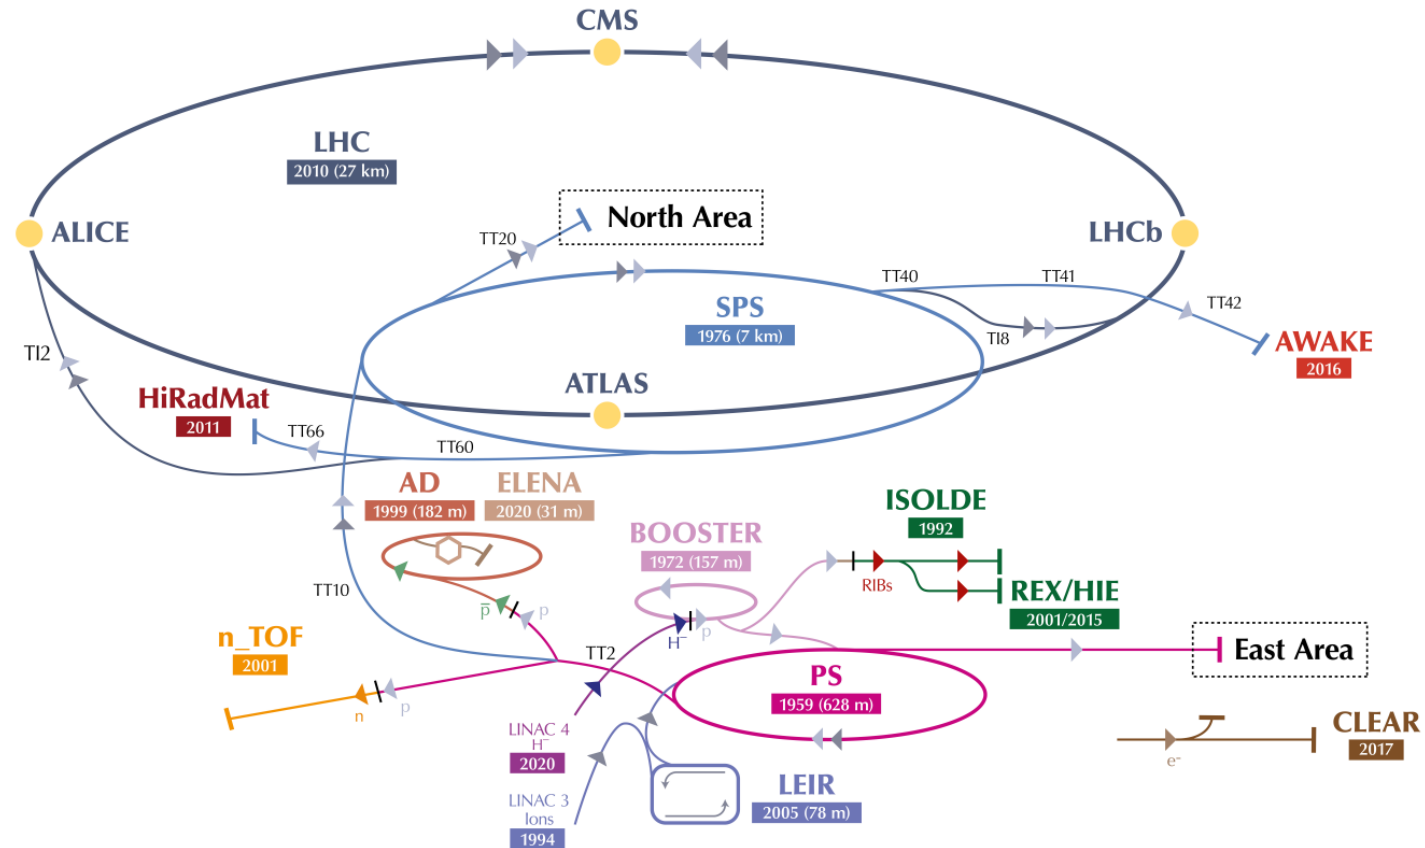 CMS
LHC
2010 (27 km)
North Area
TT20
ALICE
LHCb
TT40
TT41
TT42
SPS
1976 (7 km)
TI8
TI2
AWAKE
2016
ATLAS
HiRadMat
2011
TT66
TT60
AD
1999 (182 m)
ELENA
2020 (31 m)
ISOLDE
1992
BOOSTER
1972 (157 m)
RIBs
REX/HIE
2001/2015
TT10
p̅
p
H⁻
p
n_TOF
2001
TT2
East Area
PS
1959 (628 m)
n
p
LINAC 4
H⁻
2020
CLEAR
2017
e⁻
LEIR
2005 (78 m)
LINAC 3
Ions
1994